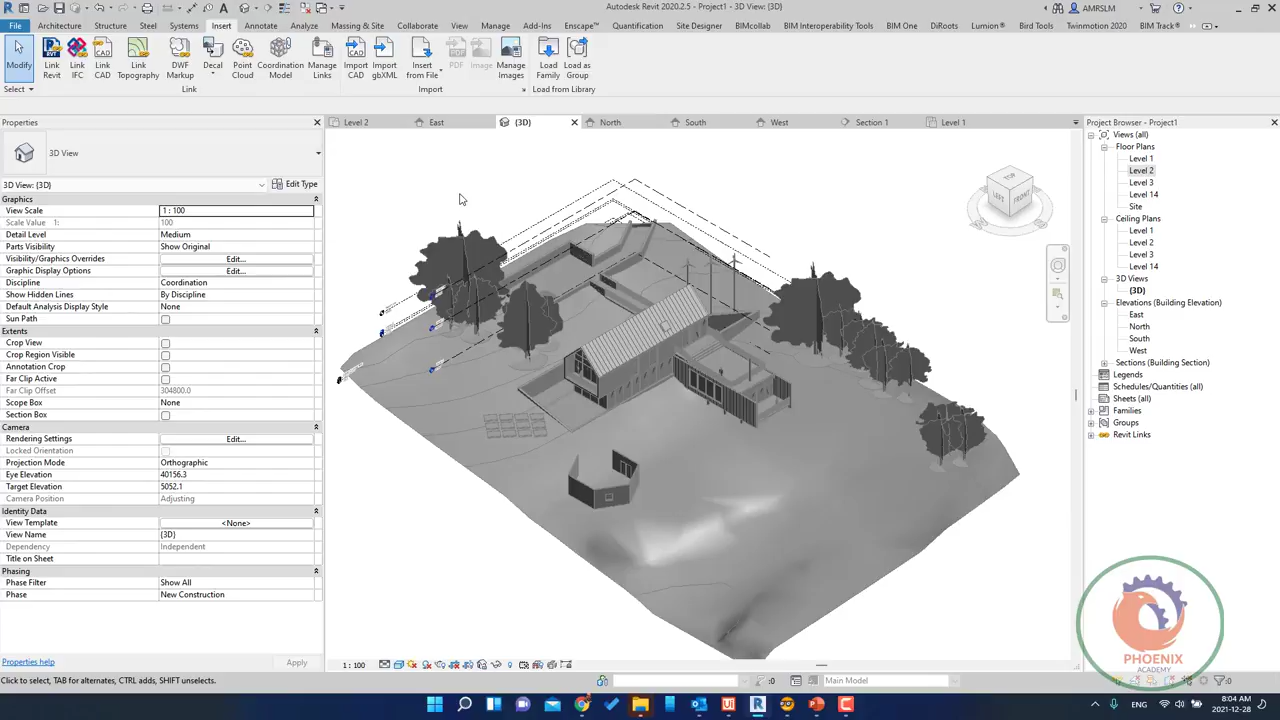 Autodesk Revit 2020.2.5 - Project1 - 3D View: {3D}
AMRSLM
File Architecture Structure Steel Systems Insert Annotate Analyze Massing & Site Collaborate View Manage Add-Ins Enscape™ Quantification Site Design BIMcollab BIM Interoperability Tools BIM One DiRoots Lumion® Bird Tools Twinmotion 2020 BIM Track®
Modify
Link Revit
Link IFC
Link CAD
Link Topography
DWF Markup
Decal
Point Cloud
Coordination Model
Manage Links
Import CAD
Import gbXML
Insert from File
PDF
Image
Manage Images
Load Family
Load as Group
Select
Link
Import
Load from Library
Properties
Level 2
East
{3D}
North
South
West
Section 1
Level 1
Project Browser - Project1
3D View
3D View: {3D}
Edit Type
Graphics
View Scale 1 : 100
Scale Value 1: 100
Detail Level Medium
Parts Visibility Show Original
Visibility/Graphics Overrides Edit...
Graphic Display Options Edit...
Discipline Coordination
Show Hidden Lines By Discipline
Default Analysis Display Style None
Sun Path
Extents
Crop View
Crop Region Visible
Annotation Crop
Far Clip Active
Far Clip Offset 304800.0
Scope Box None
Section Box
Camera
Rendering Settings Edit...
Locked Orientation
Projection Mode Orthographic
Eye Elevation 40156.3
Target Elevation 5052.1
Camera Position Adjusting
Identity Data
View Template <None>
View Name {3D}
Dependency Independent
Title on Sheet
Phasing
Phase Filter Show All
Phase New Construction
Properties help
Apply
TOP
LEFT
FRONT
Views (all)
Floor Plans
Level 1
Level 2
Level 3
Level 14
Site
Ceiling Plans
Level 1
Level 2
Level 3
Level 14
3D Views
{3D}
Elevations (Building Elevation)
East
North
South
West
Sections (Building Section)
Legends
Schedules/Quantities (all)
Sheets (all)
Families
Groups
Revit Links
PHOENIX
ACADEMY
1 : 100
Click to select, TAB for alternates, CTRL adds, SHIFT unselects.
:0
Main Model
:0
ENG
8:04 AM
2021-12-28